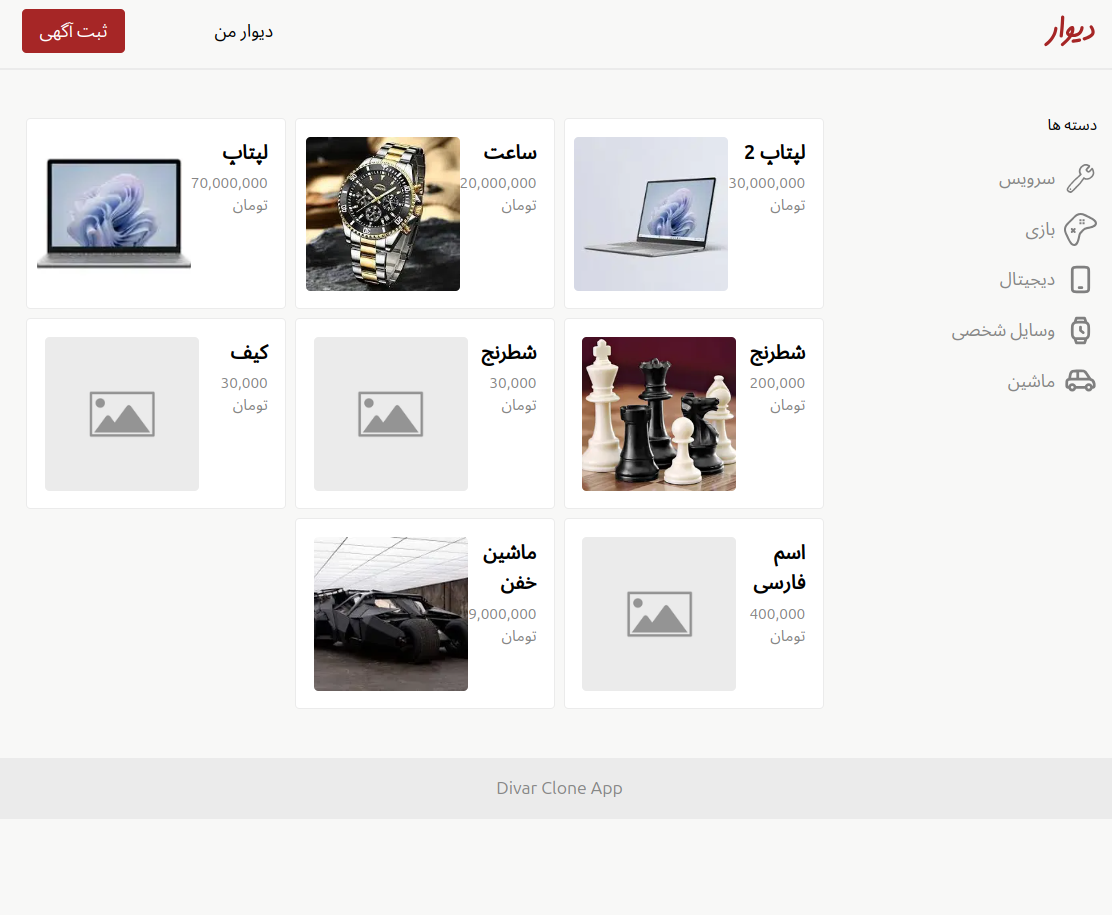 دیوار
دیوار من
ثبت آگهی
دسته ها
سرویس
بازی
دیجیتال
وسایل شخصی
ماشین
لپتاپ 2
30,000,000
تومان
ساعت
20,000,000
تومان
لپتاپ
70,000,000
تومان
شطرنج
200,000
تومان
شطرنج
30,000
تومان
کیف
30,000
تومان
اسم
فارسی
400,000
تومان
ماشین
خفن
9,000,000
تومان
Divar Clone App